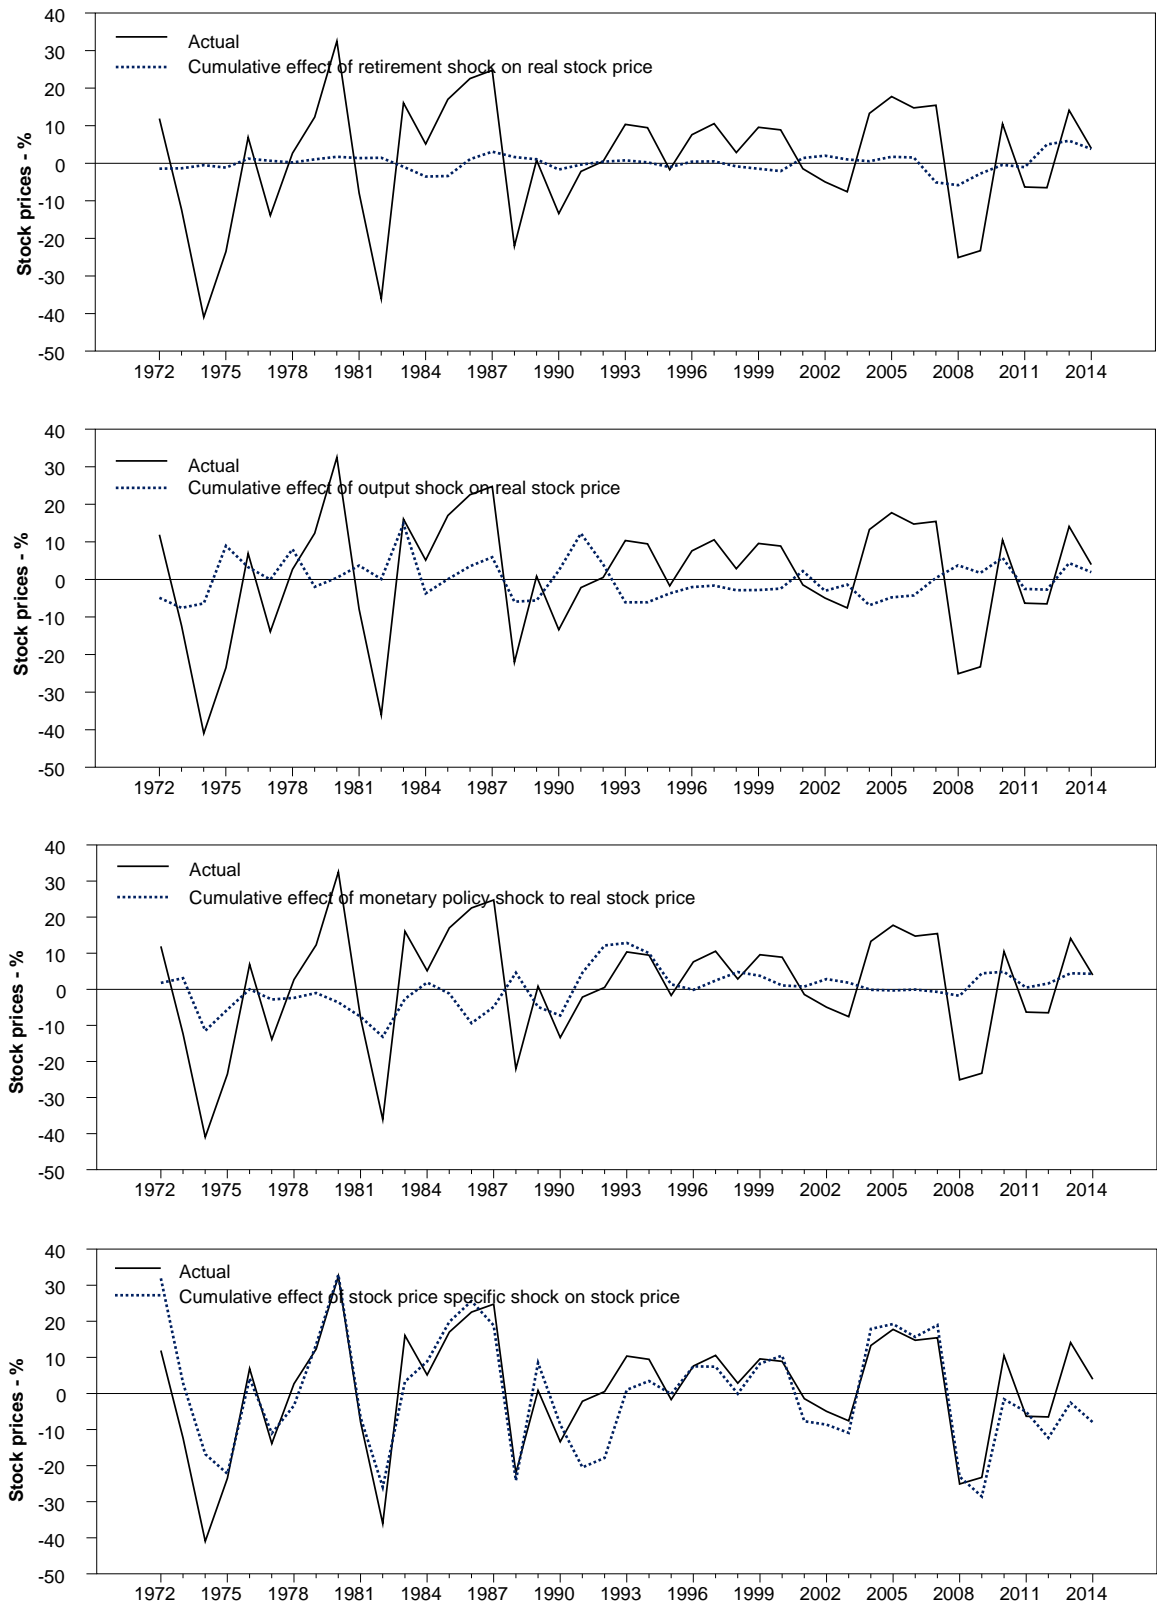 40
Actual
30
Cumulative effect of retirement shock on real stock price
20
10
0
-10
-20
-30
-40
-50
Stock prices - %
1972 1975 1978 1981 1984 1987 1990 1993 1996 1999 2002 2005 2008 2011 2014
40
Actual
30
Cumulative effect of output shock on real stock price
20
10
0
-10
-20
-30
-40
-50
Stock prices - %
1972 1975 1978 1981 1984 1987 1990 1993 1996 1999 2002 2005 2008 2011 2014
40
Actual
30
Cumulative effect of monetary policy shock to real stock price
20
10
0
-10
-20
-30
-40
-50
Stock prices - %
1972 1975 1978 1981 1984 1987 1990 1993 1996 1999 2002 2005 2008 2011 2014
40
Actual
30
Cumulative effect of stock price specific shock on stock price
20
10
0
-10
-20
-30
-40
-50
Stock prices - %
1972 1975 1978 1981 1984 1987 1990 1993 1996 1999 2002 2005 2008 2011 2014